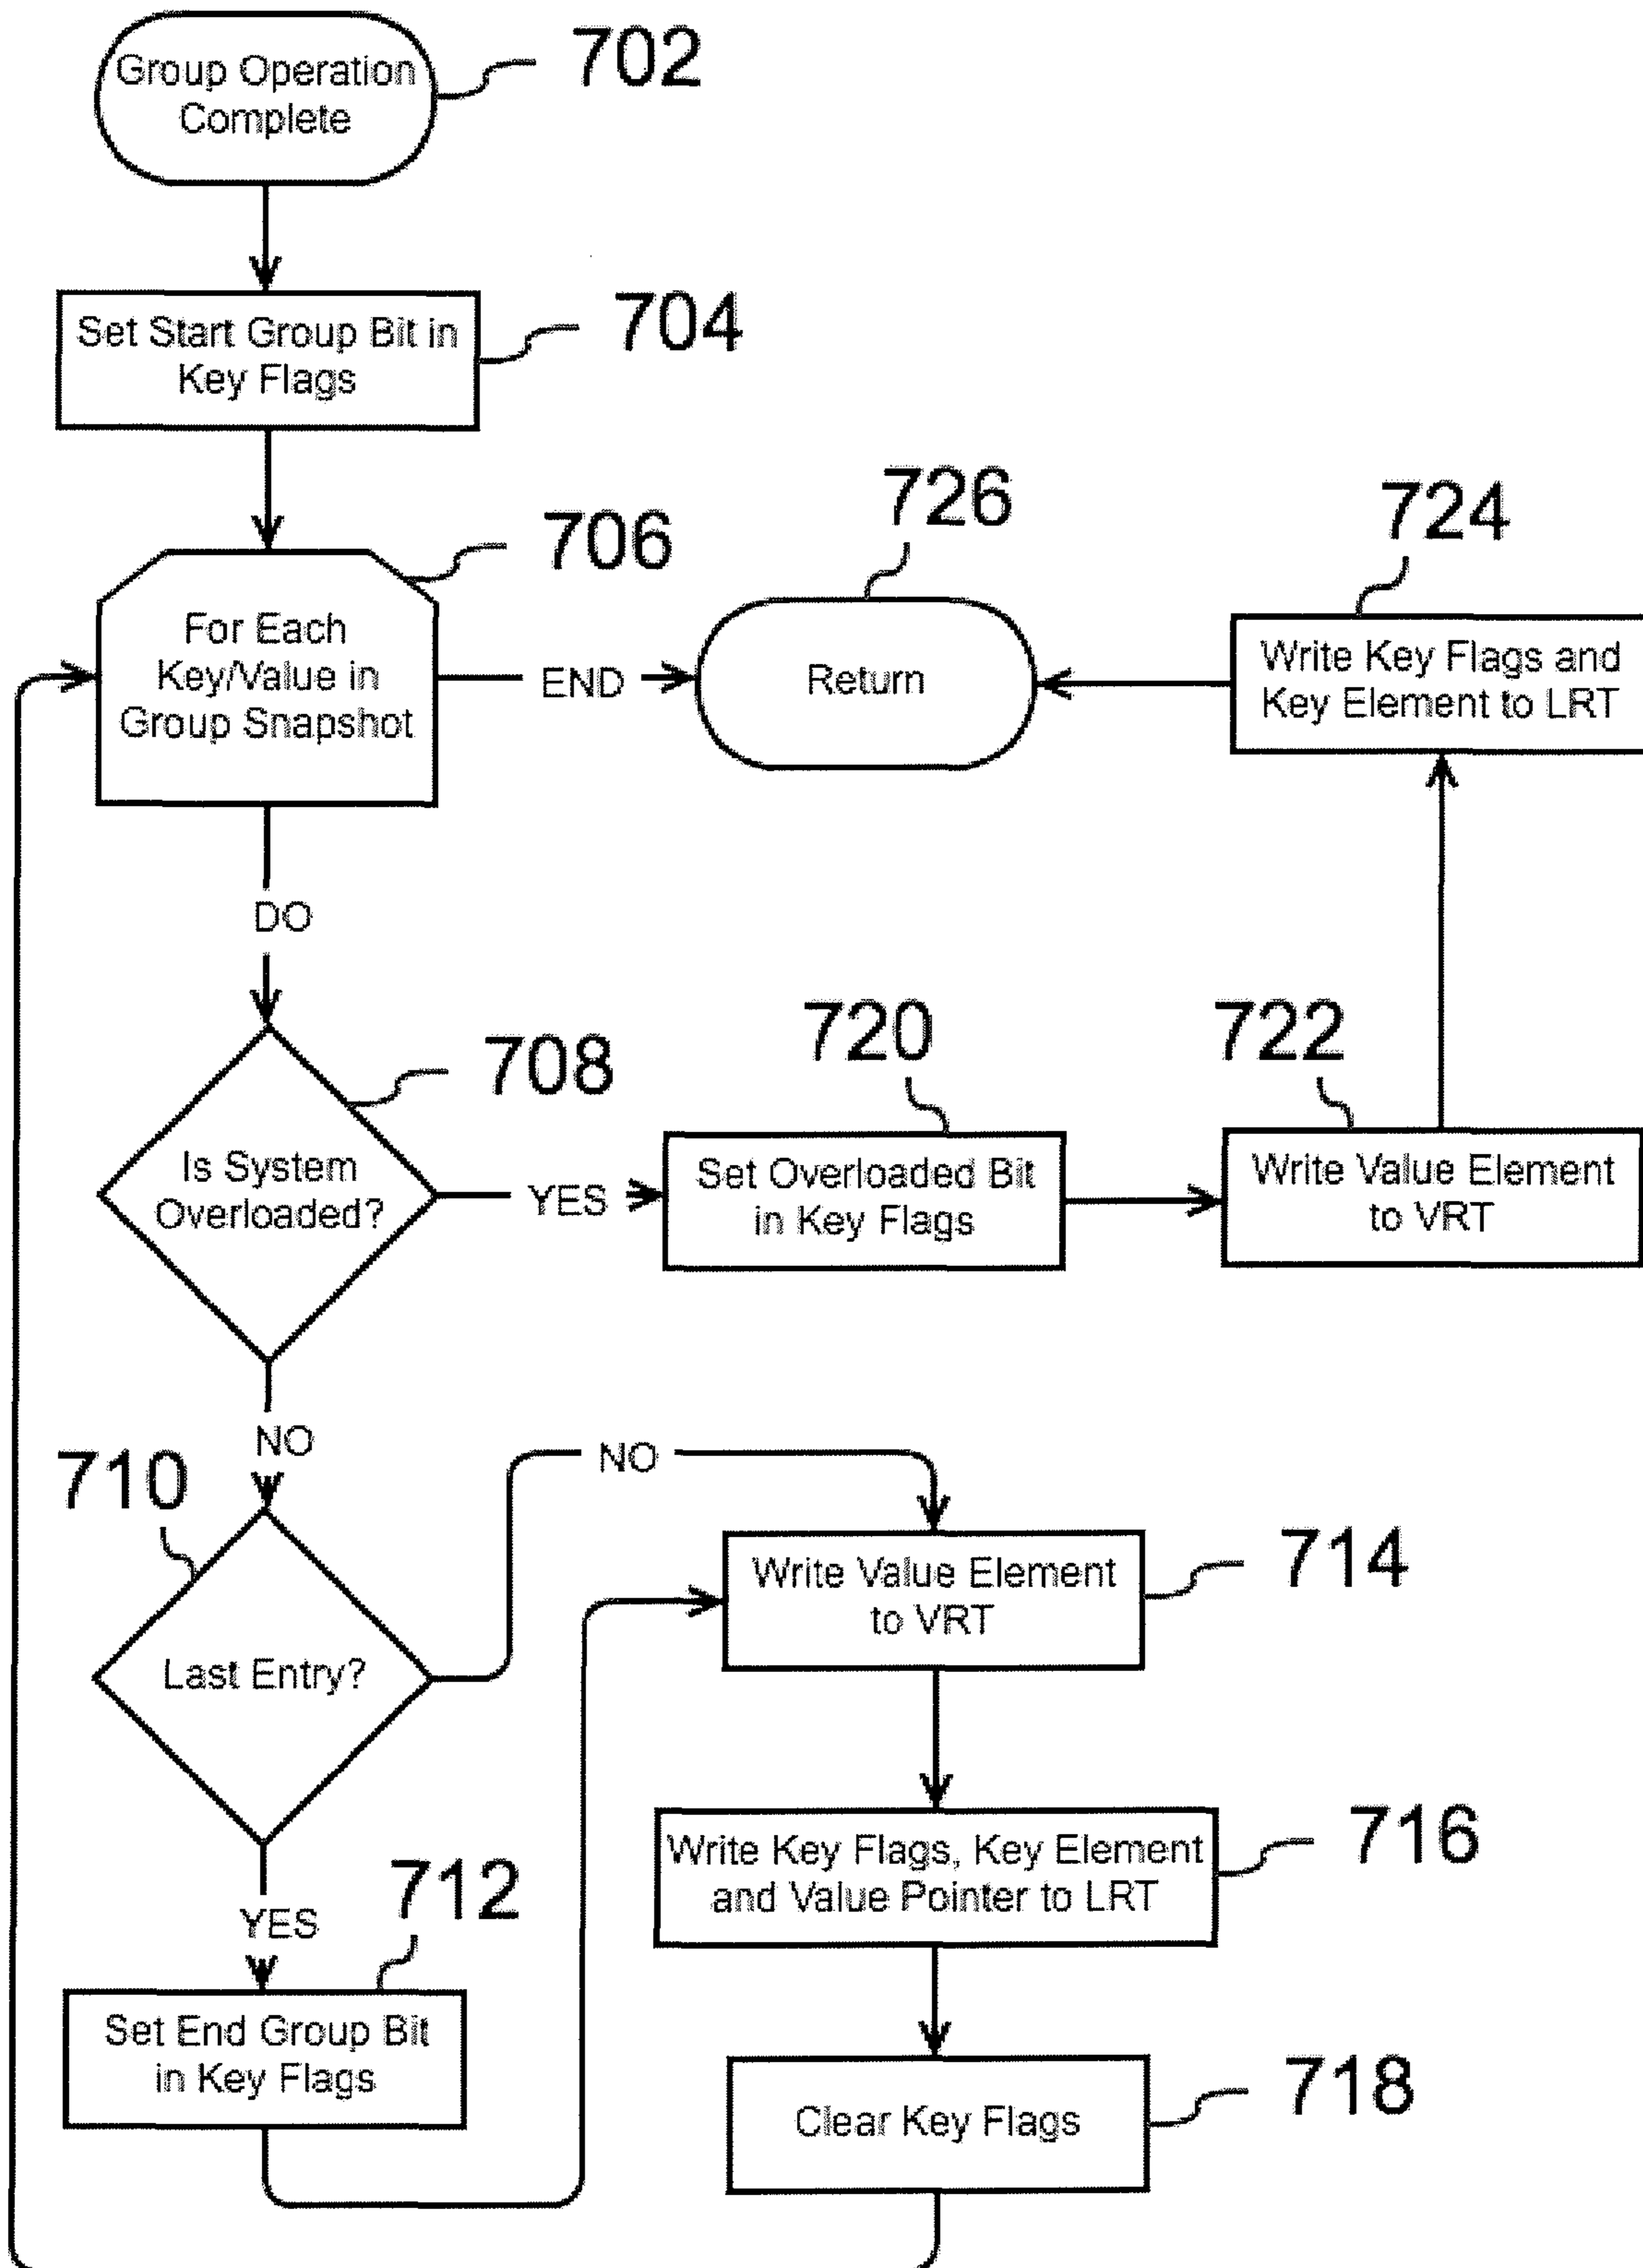 Group Operation
Complete
702
Set Start Group Bit in
Key Flags
704
For Each
Key/Value in
Group Snapshot
706
END
Return
726
Write Key Flags and
Key Element to LRT
724
DO
Is System
Overloaded?
708
YES
Set Overloaded Bit
in Key Flags
720
Write Value Element
to VRT
722
NO
710
Last Entry?
NO
Write Value Element
to VRT
714
Write Key Flags, Key Element
and Value Pointer to LRT
716
YES
712
Set End Group Bit
in Key Flags
Clear Key Flags
718